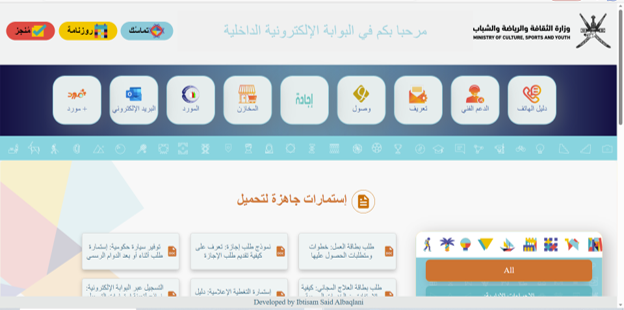 وزارة الثقافة والرياضة والشباب
MINISTRY OF CULTURE, SPORTS AND YOUTH
مرحبا بكم في البوابة الإلكترونية الداخلية
تماسك
روزنامة
منجز
دليل الهاتف
الدعم الفني
تعريف
وصول
إجادة
المخازن
المورد
البريد الإلكتروني
مورد +
إستمارات جاهزة لتحميل
طلب بطاقة العمل: خطوات
ومتطلبات الحصول عليها
نموذج طلب إجازة: تعرف على
كيفية تقديم طلب الإجازة
توفير سيارة حكومية: إستمارة
طلب أثناء أو بعد الدوام الرسمي
All
طلب بطاقة العلاج السجاني: كيفية
إستمارة التغطية الإعلامية: دليل
التسجيل عبر البوابة الإلكترونية:
Developed by Ibtisam Said Albaqlani